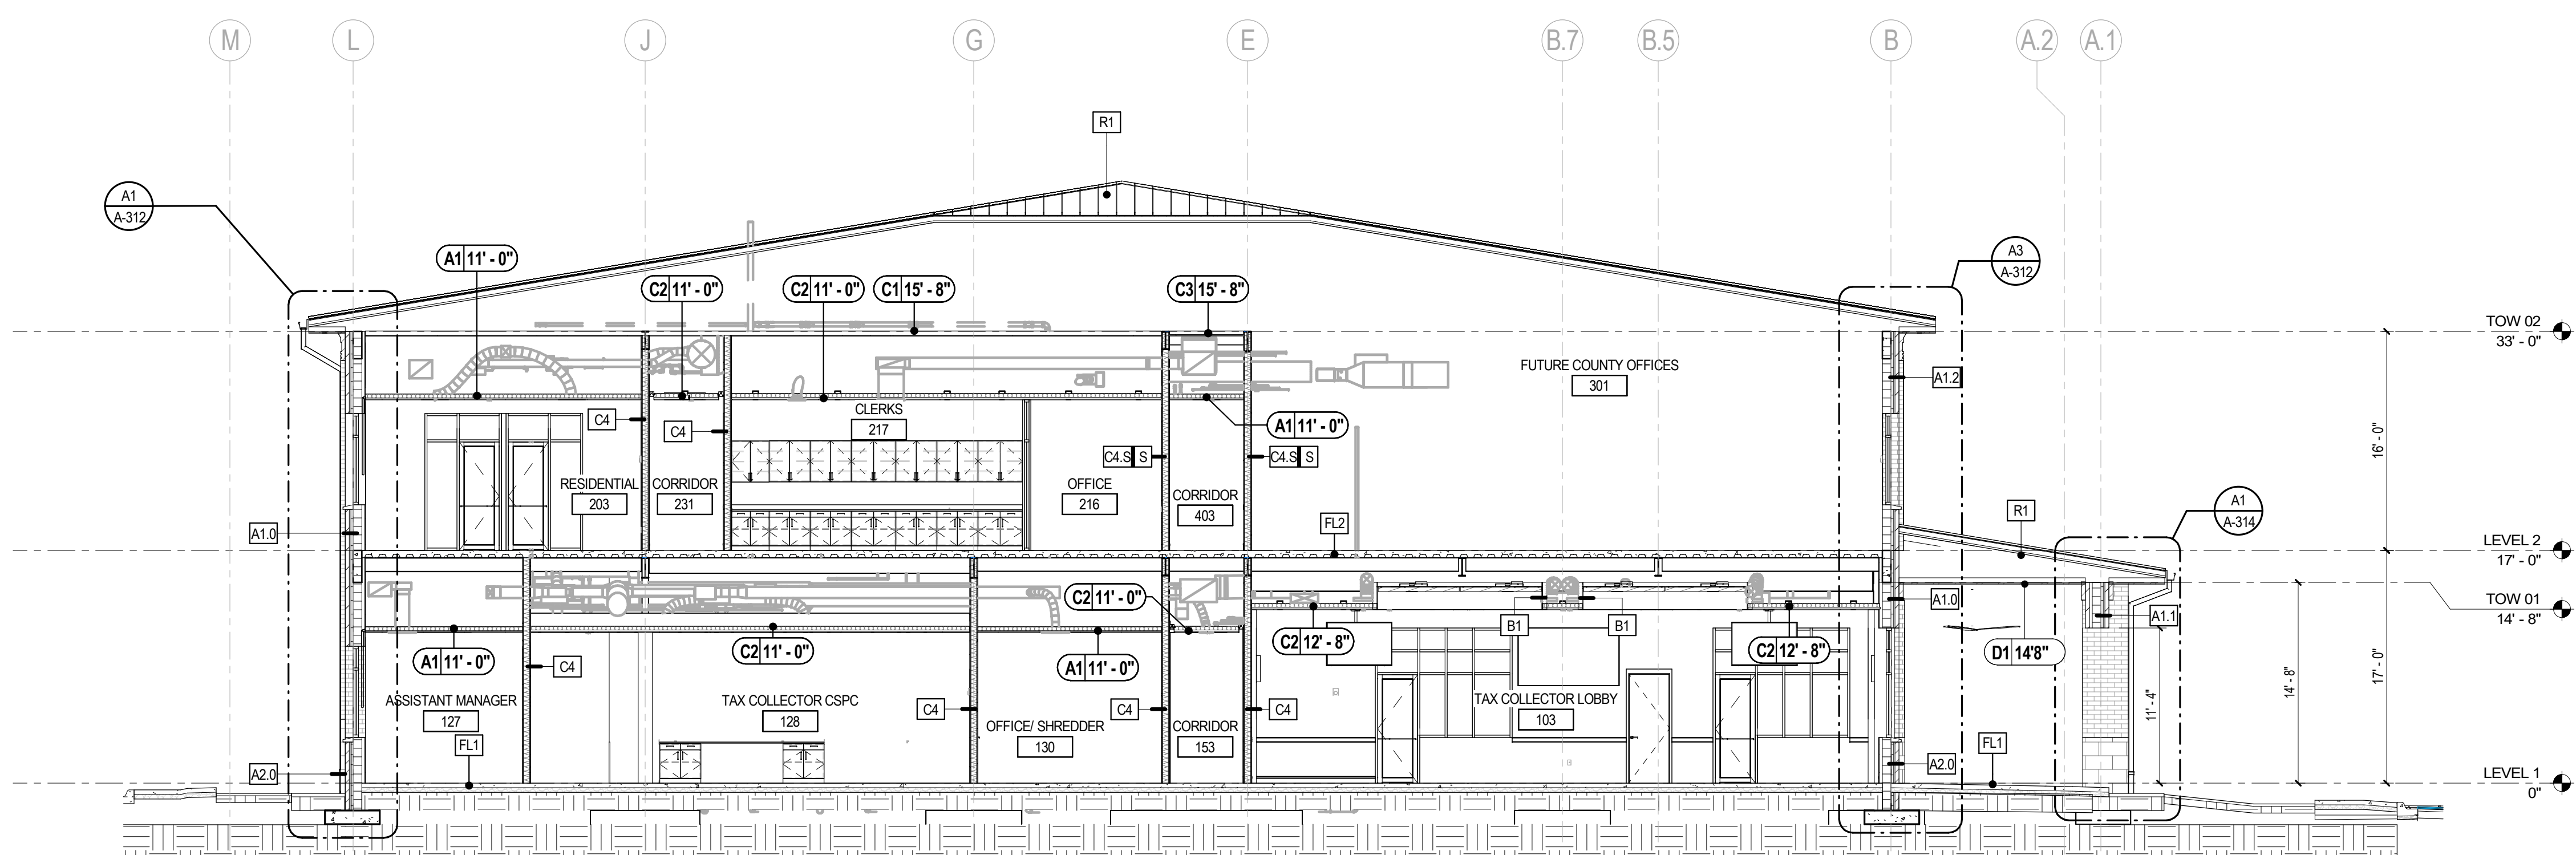 M L J G E B.7 B.5 B A.2 A.1
R1
A1
A-312
A3
A-312
A1 11' - 0"
C2 11' - 0"
C2 11' - 0"
C1 15' - 8"
C3 15' - 8"
TOW 02
33' - 0"
FUTURE COUNTY OFFICES
301
A1.2
C4
C4
CLERKS
217
A1 11' - 0"
16' - 0"
C4.S S
C4.S S
RESIDENTIAL
203
CORRIDOR
231
OFFICE
216
CORRIDOR
403
A1
A-314
R1
A1.0
FL2
LEVEL 2
17' - 0"
C2 11' - 0"
A1.0
TOW 01
14' - 8"
A1.1
B1
B1
A1 11' - 0"
C2 11' - 0"
A1 11' - 0"
C2 12' - 8"
C2 12' - 8"
D1 14'8"
C4
17' - 0"
14' - 8"
11' - 4"
ASSISTANT MANAGER
127
TAX COLLECTOR CSPC
128
C4
OFFICE/ SHREDDER
130
C4
CORRIDOR
153
C4
TAX COLLECTOR LOBBY
103
FL1
FL1
A2.0
A2.0
LEVEL 1
0"